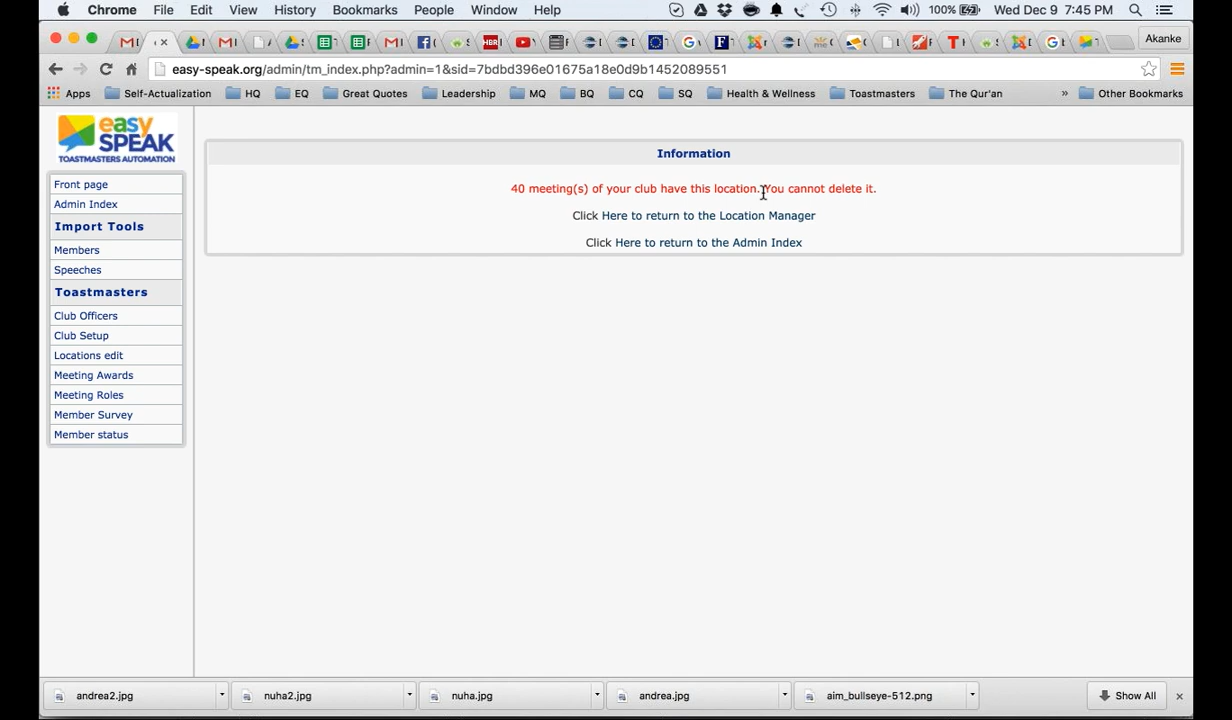 Chrome File Edit View History Bookmarks People Window Help 100% Wed Dec 9 7:45 PM
HBR Akanke
easy-speak.org/admin/tm_index.php?admin=1&sid=7bdbd396e01675a18e0d9b1452089551
Apps Self-Actualization HQ EQ Great Quotes Leadership MQ BQ CQ SQ Health & Wellness Toastmasters The Qur'an » Other Bookmarks
easy
SPEAK
TOASTMASTERS AUTOMATION
Front page
Admin Index
Import Tools
Members
Speeches
Toastmasters
Club Officers
Club Setup
Locations edit
Meeting Awards
Meeting Roles
Member Survey
Member status
Information
40 meeting(s) of your club have this location. You cannot delete it.
Click Here to return to the Location Manager
Click Here to return to the Admin Index
andrea2.jpg nuha2.jpg nuha.jpg andrea.jpg aim_bullseye-512.png Show All